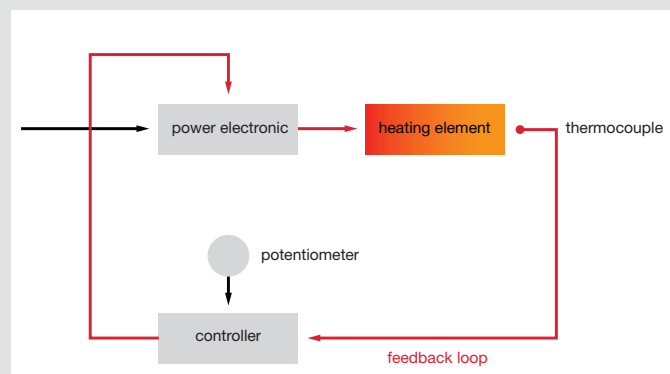 power electronic
heating element
thermocouple
potentiometer
controller
feedback loop